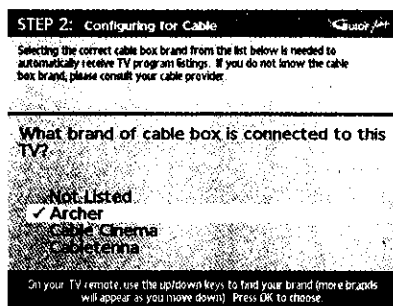 STEP 2: Configuring for Cable
Selecting the correct cable box brand from the list below is needed to
automatically receive TV program listings. If you do not know the cable
box brand, please consult your cable provider.
What brand of cable box is connected to this
TV?
Not Listed
✓ Archer
Cable Cinema
Cabletenna
On your TV remote, use the up/down keys to find your brand (more brands
will appear as you move down). Press OK to choose.